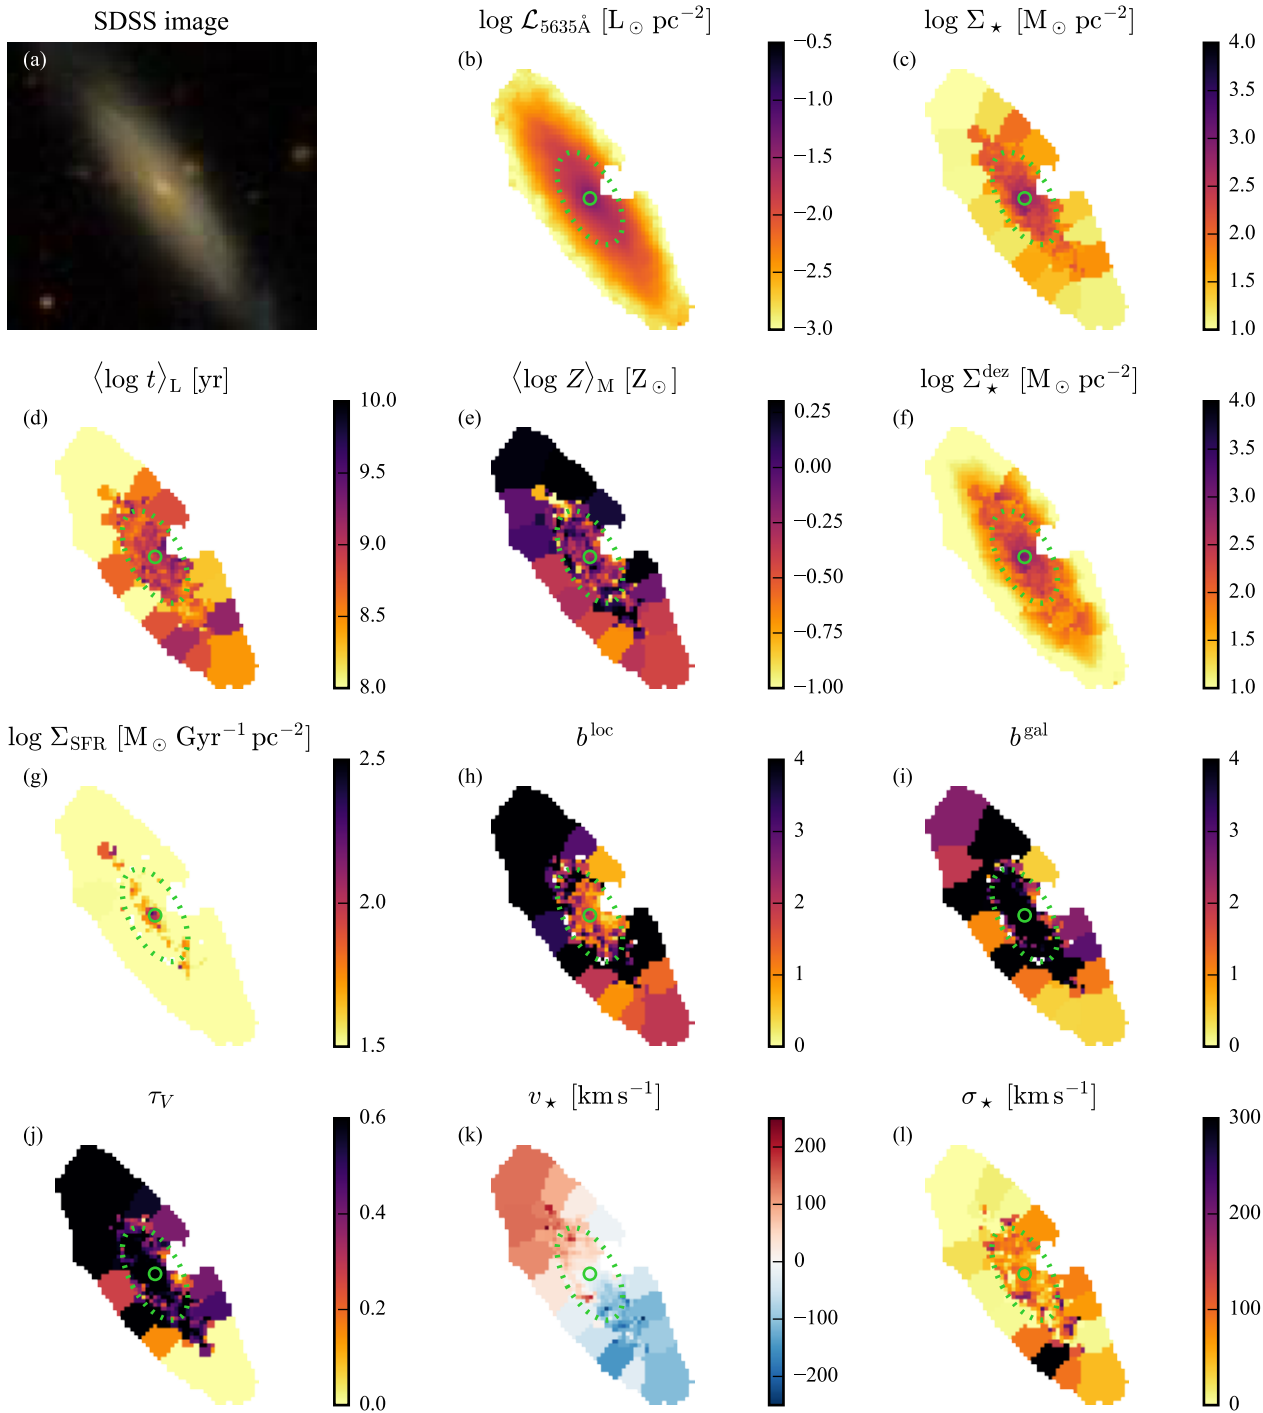 SDSS image
(a)
log ℒ₅₆₃₅Å [L⊙ pc⁻²]
(b)
−0.5
−1.0
−1.5
−2.0
−2.5
−3.0
log Σ⋆ [M⊙ pc⁻²]
(c)
4.0
3.5
3.0
2.5
2.0
1.5
1.0
⟨log t⟩L [yr]
(d)
10.0
9.5
9.0
8.5
8.0
⟨log Z⟩M [Z⊙]
(e)
0.25
0.00
−0.25
−0.50
−0.75
−1.00
log Σ⋆ᵈᵉᶻ [M⊙ pc⁻²]
(f)
4.0
3.5
3.0
2.5
2.0
1.5
1.0
log ΣSFR [M⊙ Gyr⁻¹ pc⁻²]
(g)
2.5
2.0
1.5
bˡᵒᶜ
(h)
4
3
2
1
0
bᵍᵃˡ
(i)
4
3
2
1
0
τV
(j)
0.6
0.4
0.2
0.0
v⋆ [km s⁻¹]
(k)
200
100
0
−100
−200
σ⋆ [km s⁻¹]
(l)
300
200
100
0